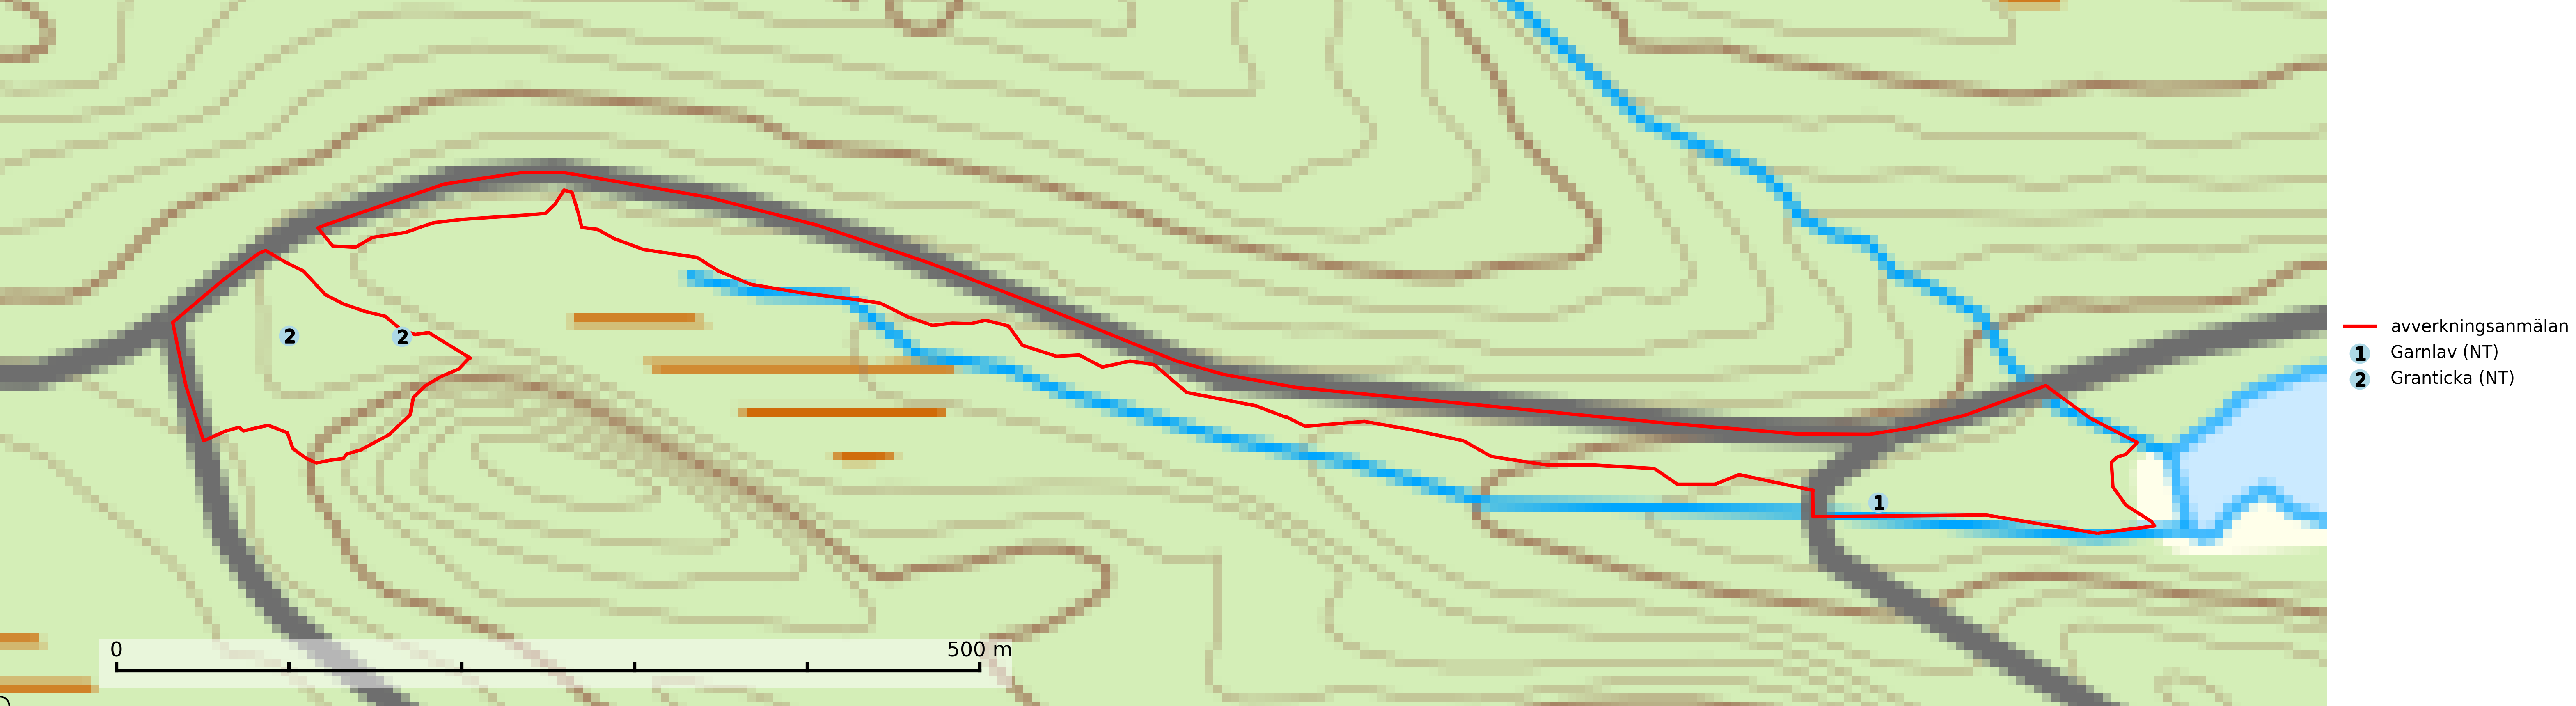 2
2
1
avverkningsanmälan
1 Garnlav (NT)
2 Granticka (NT)
0 500 m